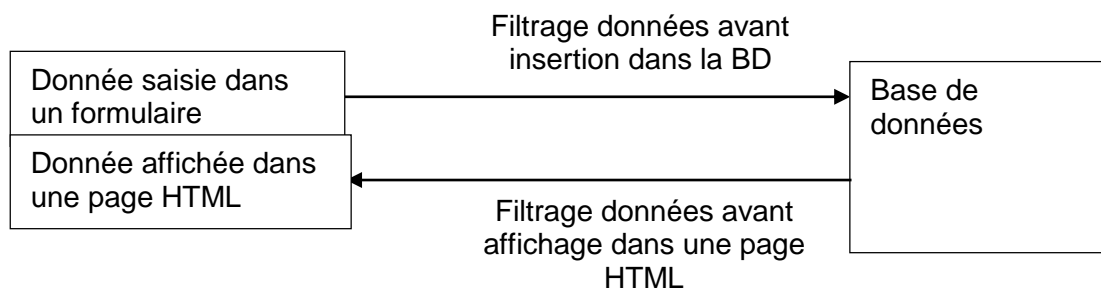 Filtrage données avant
insertion dans la BD
Donnée saisie dans
un formulaire
Base de
données
Donnée affichée dans
une page HTML
Filtrage données avant
affichage dans une page
HTML